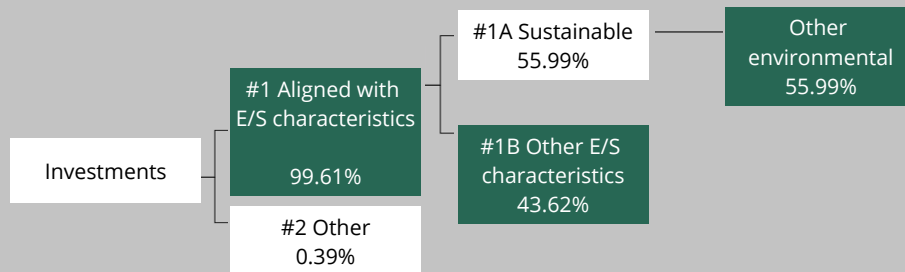 Investments
#1 Aligned with
E/S characteristics
99.61%
#2 Other
0.39%
#1A Sustainable
55.99%
#1B Other E/S
characteristics
43.62%
Other
environmental
55.99%